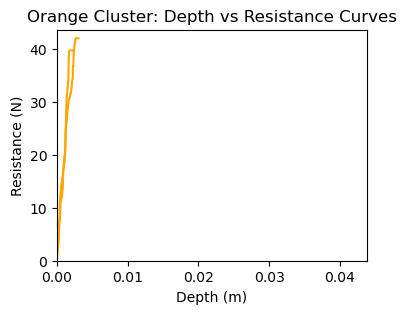 Orange Cluster: Depth vs Resistance Curves
Resistance (N)
40
30
20
10
0
0.00 0.01 0.02 0.03 0.04
Depth (m)